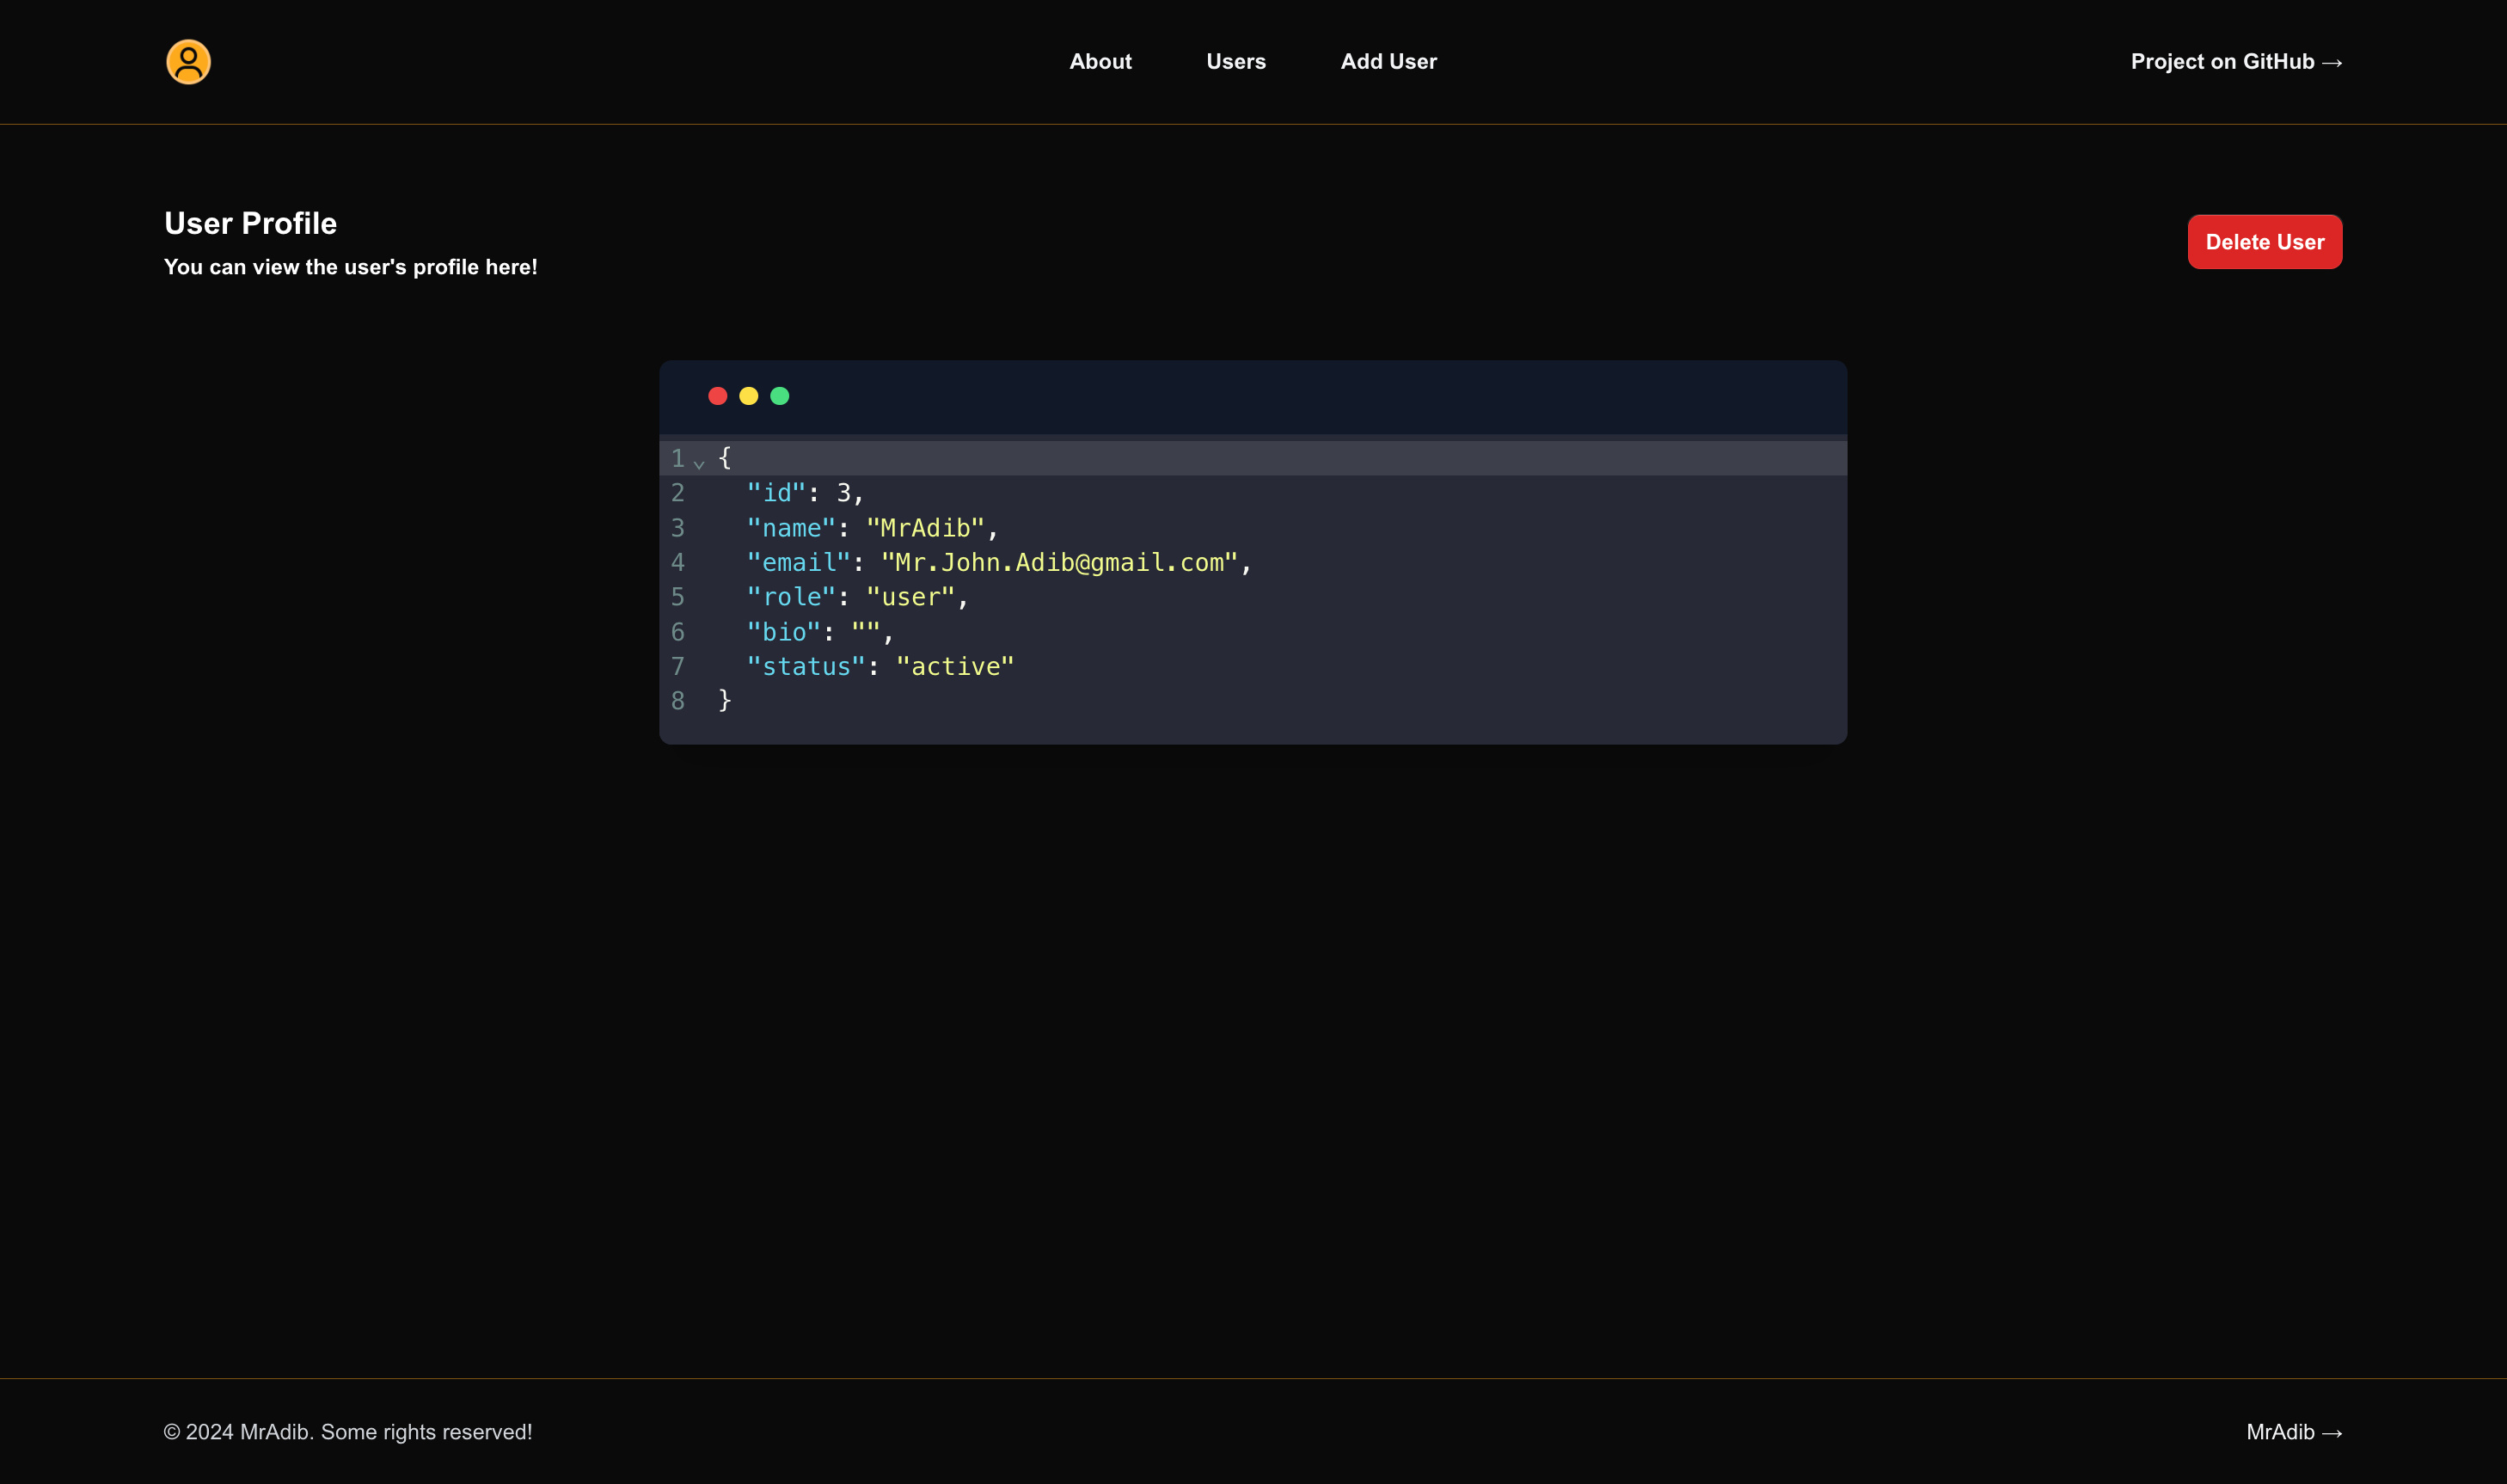 About Users Add User Project on GitHub →
User Profile
You can view the user's profile here!
Delete User
1 {
2 "id": 3,
3 "name": "MrAdib",
4 "email": "Mr.John.Adib@gmail.com",
5 "role": "user",
6 "bio": "",
7 "status": "active"
8 }
© 2024 MrAdib. Some rights reserved! MrAdib →